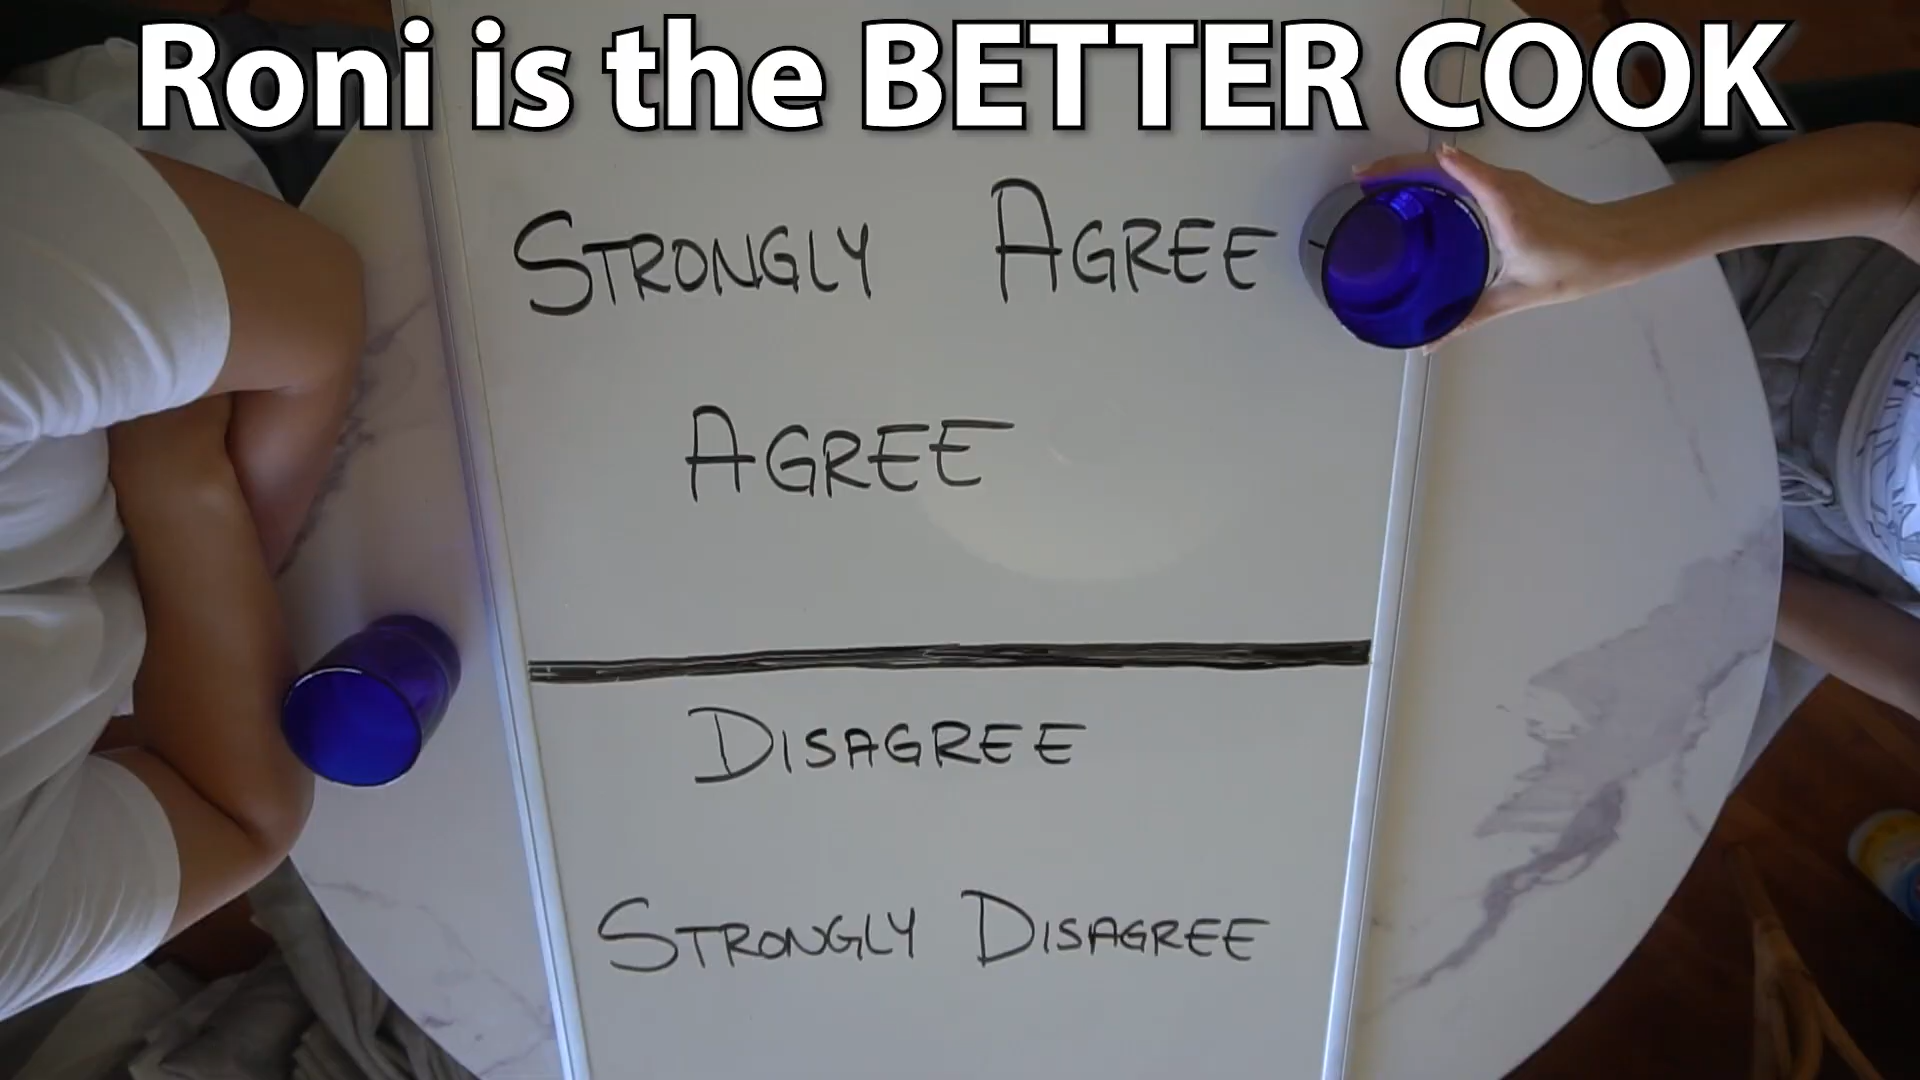 Roni is the BETTER COOK
STRONGLY AGREE
AGREE
DISAGREE
STRONGLY DISAGREE